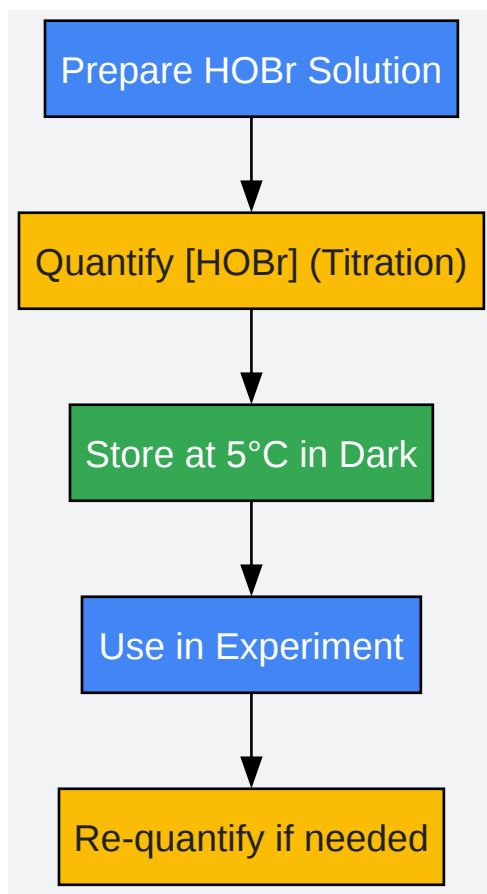 Prepare HOBr Solution
Quantify [HOBr] (Titration)
Store at 5°C in Dark
Use in Experiment
Re-quantify if needed